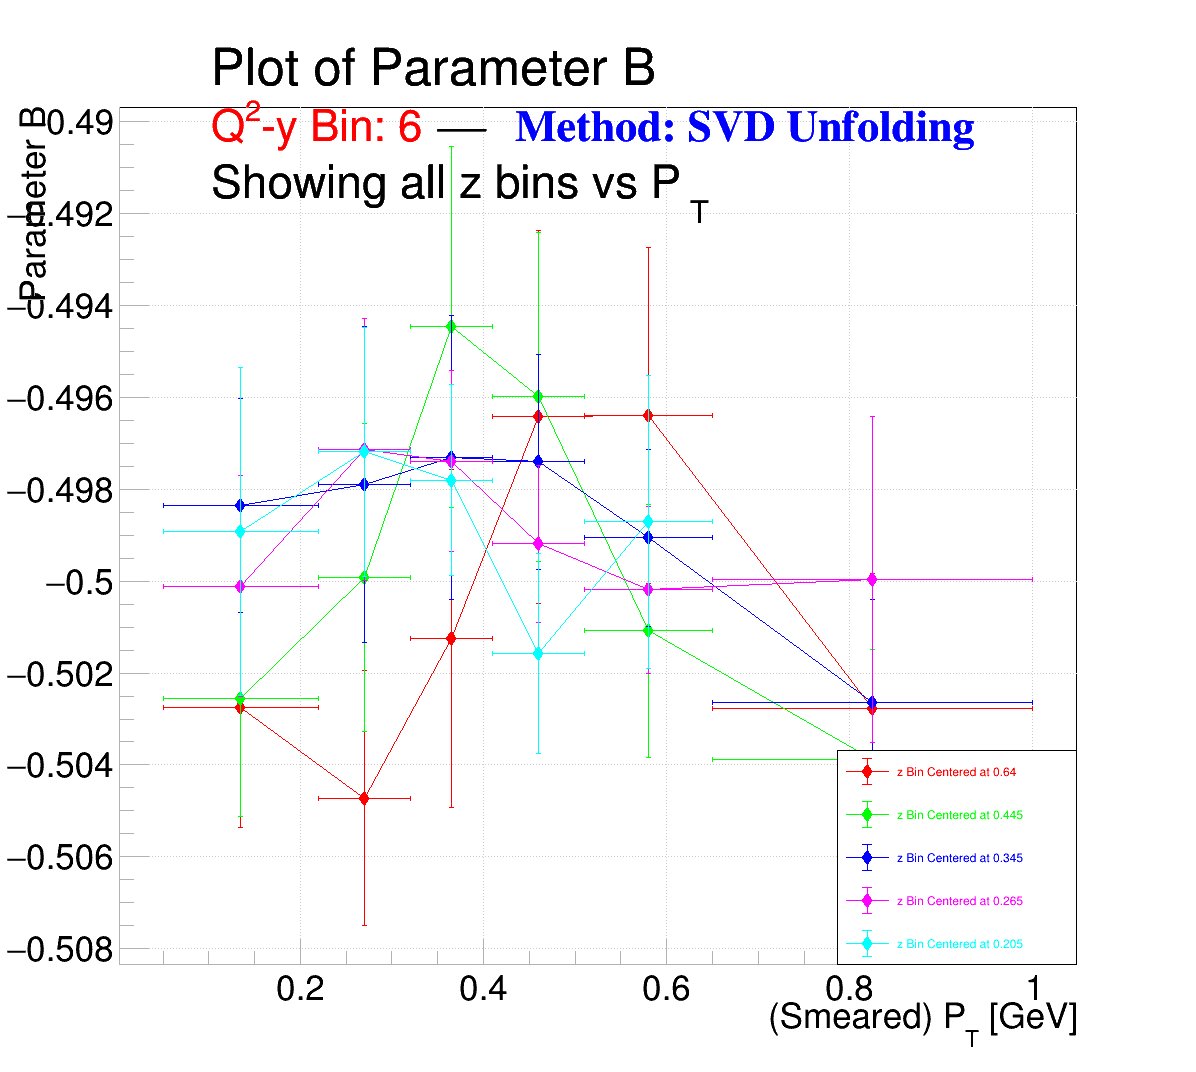 Plot of Parameter B
Q²-y Bin: 6 — Method: SVD Unfolding
Showing all z bins vs P_T
Parameter B
−0.49
−0.492
−0.494
−0.496
−0.498
−0.5
−0.502
−0.504
−0.506
−0.508
z Bin Centered at 0.64
z Bin Centered at 0.445
z Bin Centered at 0.345
z Bin Centered at 0.265
z Bin Centered at 0.205
0.2 0.4 0.6 0.8 1
(Smeared) P_T [GeV]